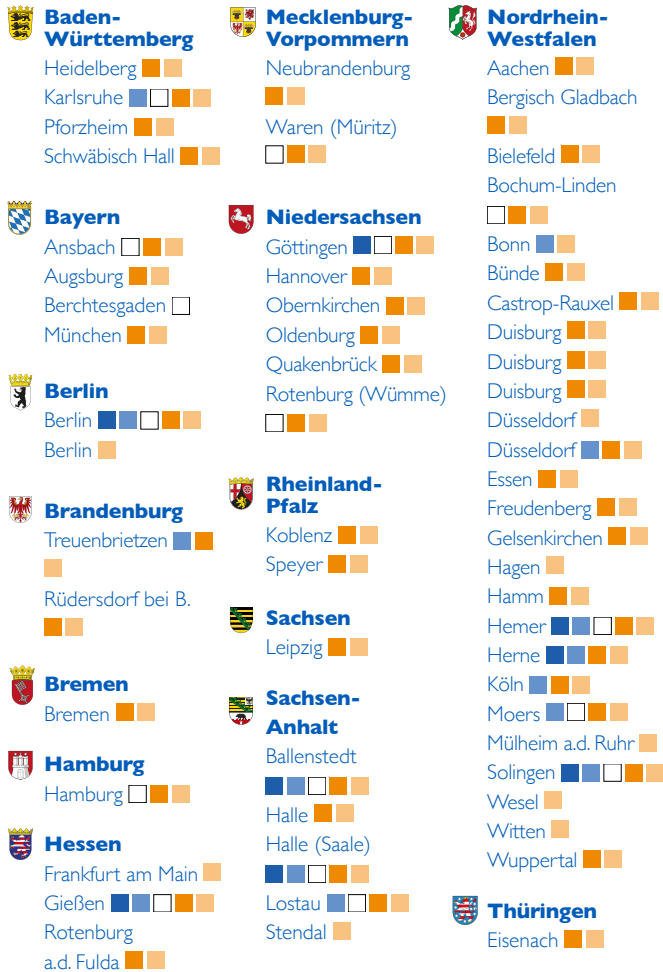 Baden-
Württemberg
Heidelberg
Karlsruhe
Pforzheim
Schwäbisch Hall
Bayern
Ansbach
Augsburg
Berchtesgaden
München
Berlin
Berlin
Berlin
Brandenburg
Treuenbrietzen
Rüdersdorf bei B.
Bremen
Bremen
Hamburg
Hamburg
Hessen
Frankfurt am Main
Gießen
Rotenburg
a.d. Fulda
Mecklenburg-
Vorpommern
Neubrandenburg
Waren (Müritz)
Niedersachsen
Göttingen
Hannover
Obernkirchen
Oldenburg
Quakenbrück
Rotenburg (Wümme)
Rheinland-
Pfalz
Koblenz
Speyer
Sachsen
Leipzig
Sachsen-
Anhalt
Ballenstedt
Halle
Halle (Saale)
Lostau
Stendal
Nordrhein-
Westfalen
Aachen
Bergisch Gladbach
Bielefeld
Bochum-Linden
Bonn
Bünde
Castrop-Rauxel
Duisburg
Duisburg
Duisburg
Düsseldorf
Düsseldorf
Essen
Freudenberg
Gelsenkirchen
Hagen
Hamm
Hemer
Herne
Köln
Moers
Mülheim a.d. Ruhr
Solingen
Wesel
Witten
Wuppertal
Thüringen
Eisenach